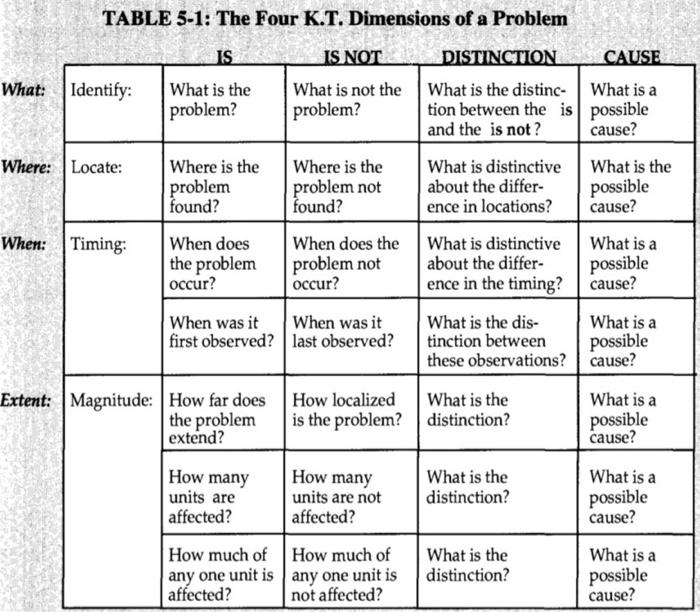 TABLE 5-1: The Four K.T. Dimensions of a Problem
IS
IS NOT
DISTINCTION
CAUSE
What:
Identify:
What is the
problem?
What is not the
problem?
What is the distinc-
tion between the is
and the is not?
What is a
possible
cause?
Where:
Locate:
Where is the
problem
found?
Where is the
problem not
found?
What is distinctive
about the differ-
ence in locations?
What is the
possible
cause?
When:
Timing:
When does
the problem
occur?
When does the
problem not
occur?
What is distinctive
about the differ-
ence in the timing?
What is a
possible
cause?
When was it
first observed?
When was it
last observed?
What is the dis-
tinction between
these observations?
What is a
possible
cause?
Extent:
Magnitude:
How far does
the problem
extend?
How localized
is the problem?
What is the
distinction?
What is a
possible
cause?
How many
units are
affected?
How many
units are not
affected?
What is the
distinction?
What is a
possible
cause?
How much of
any one unit is
affected?
How much of
any one unit is
not affected?
What is the
distinction?
What is a
possible
cause?